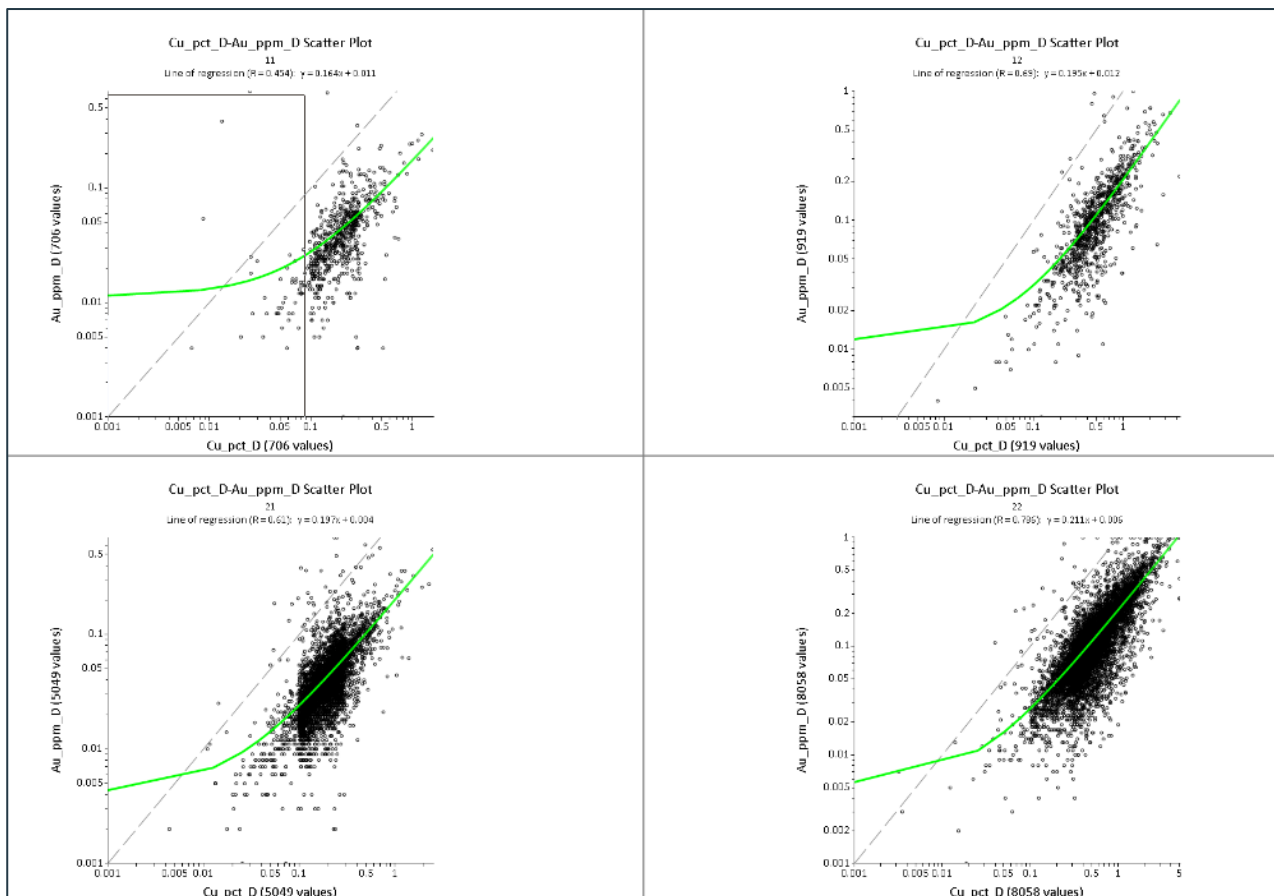 Cu_pct_D-Au_ppm_D Scatter Plot
11
Line of regression (R = 0.454): y = 0.164x + 0.011
0.5
0.1
0.05
0.01
0.005
0.001
Au_ppm_D (706 values)
0.001 0.005 0.01 0.05 0.1 0.5 1
Cu_pct_D (706 values)
Cu_pct_D-Au_ppm_D Scatter Plot
12
Line of regression (R = 0.69): y = 0.195x + 0.012
1
0.5
0.2
0.1
0.05
0.02
0.01
0.005
Au_ppm_D (919 values)
0.001 0.005 0.01 0.05 0.1 0.5 1
Cu_pct_D (919 values)
Cu_pct_D-Au_ppm_D Scatter Plot
21
Line of regression (R = 0.61): y = 0.197x + 0.004
0.5
0.1
0.05
0.01
0.005
0.001
Au_ppm_D (5049 values)
0.001 0.005 0.01 0.05 0.1 0.5 1
Cu_pct_D (5049 values)
Cu_pct_D-Au_ppm_D Scatter Plot
22
Line of regression (R = 0.786): y = 0.211x + 0.006
1
0.5
0.2
0.1
0.05
0.02
0.01
0.005
0.002
0.001
Au_ppm_D (8058 values)
0.001 0.005 0.01 0.05 0.1 0.5 1 5
Cu_pct_D (8058 values)